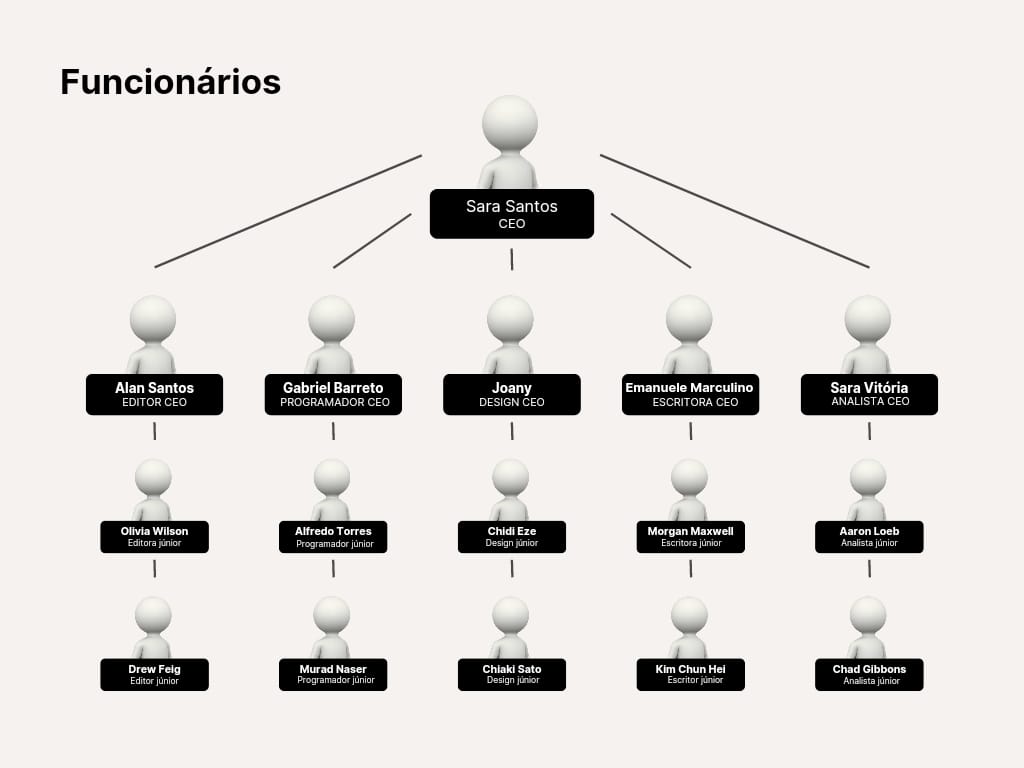 Funcionários
Sara Santos
CEO
Alan Santos
EDITOR CEO
Gabriel Barreto
PROGRAMADOR CEO
Joany
DESIGN CEO
Emanuele Marculino
ESCRITORA CEO
Sara Vitória
ANALISTA CEO
Olivia Wilson
Editora júnior
Alfredo Torres
Programador júnior
Chidi Eze
Design júnior
Morgan Maxwell
Escritora júnior
Aaron Loeb
Analista júnior
Drew Feig
Editor júnior
Murad Naser
Programador júnior
Chiaki Sato
Design júnior
Kim Chun Hei
Escritor júnior
Chad Gibbons
Analista júnior